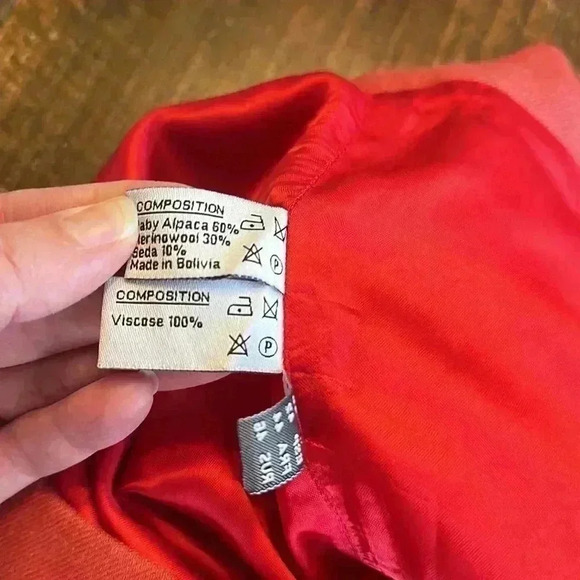 COMPOSITION
aby Alpaca 60%
erinowool 30%
Seda 10%
Made in Bolivia
COMPOSITION
Viscose 100%
P
P